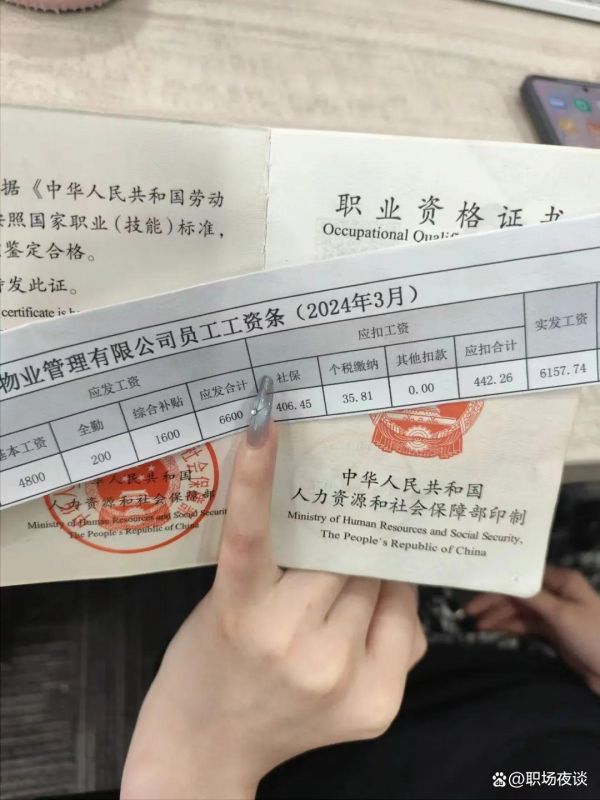 据《中华人民共和国劳动
按照国家职业(技能)标准,
鉴定合格。
发此证。
certificate is
职业资格证书
Occupational
物业管理有限公司员工工资条(2024年3月)
应发工资
应扣工资
实发工资
基本工资
全勤
综合补贴
应发合计
社保
个税缴纳
其他扣款
应扣合计
4800
200
1600
6600
406.45
35.81
0.00
442.26
6157.74
中华人民共和国
人力资源和社会保障部
Ministry of Human Resources and Social Security,
The People's Republic of China
中华人民共和国
人力资源和社会保障部印制
Ministry of Human Resources and Social Security,
The People's Republic of China
@职场夜谈